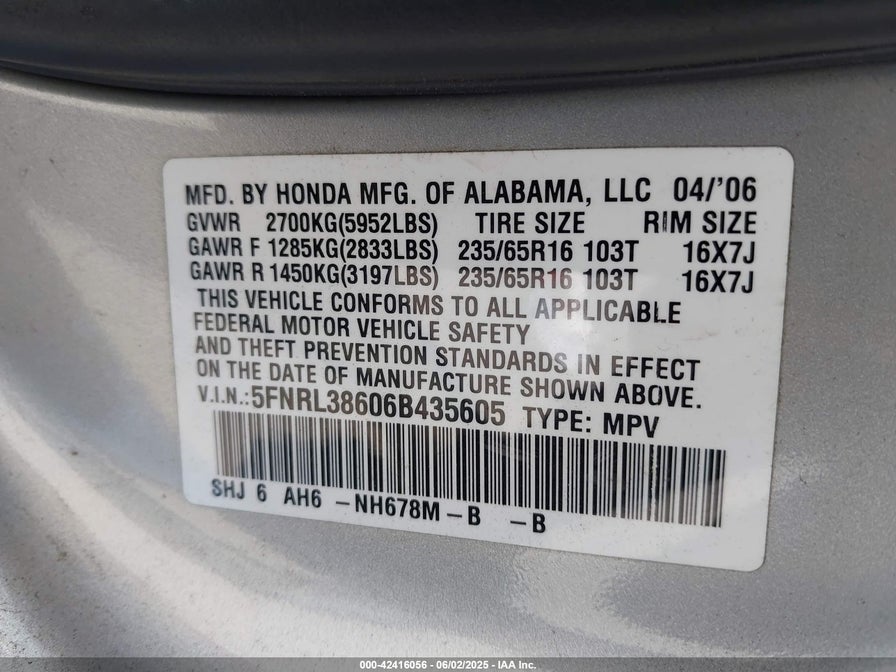 MFD. BY HONDA MFG. OF ALABAMA, LLC 04/'06
GVWR 2700KG(5952LBS) TIRE SIZE RIM SIZE
GAWR F 1285KG(2833LBS) 235/65R16 103T 16X7J
GAWR R 1450KG(3197LBS) 235/65R16 103T 16X7J
THIS VEHICLE CONFORMS TO ALL APPLICABLE
FEDERAL MOTOR VEHICLE SAFETY
AND THEFT PREVENTION STANDARDS IN EFFECT
ON THE DATE OF MANUFACTURE SHOWN ABOVE.
V.I.N.:5FNRL38606B435605 TYPE: MPV
SHJ 6 AH6 -NH678M-B -B
000-42416056 - 06/02/2025 - IAA Inc.